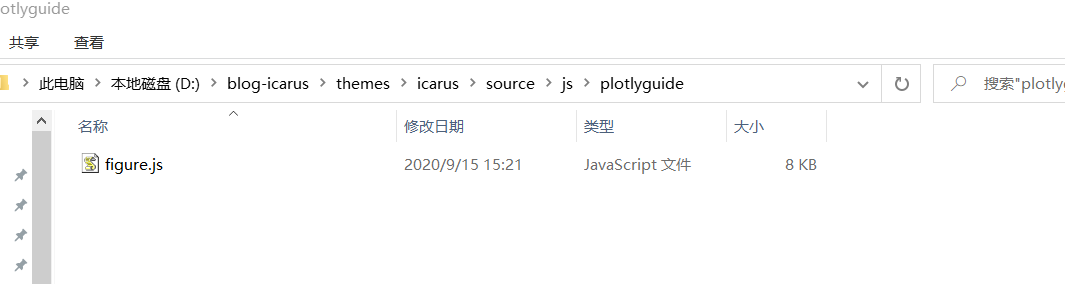 otlyguide
共享 查看
此电脑 本地磁盘 (D:) blog-icarus themes icarus source js plotlyguide 搜索"plotlyg
名称 修改日期 类型 大小
figure.js 2020/9/15 15:21 JavaScript 文件 8 KB